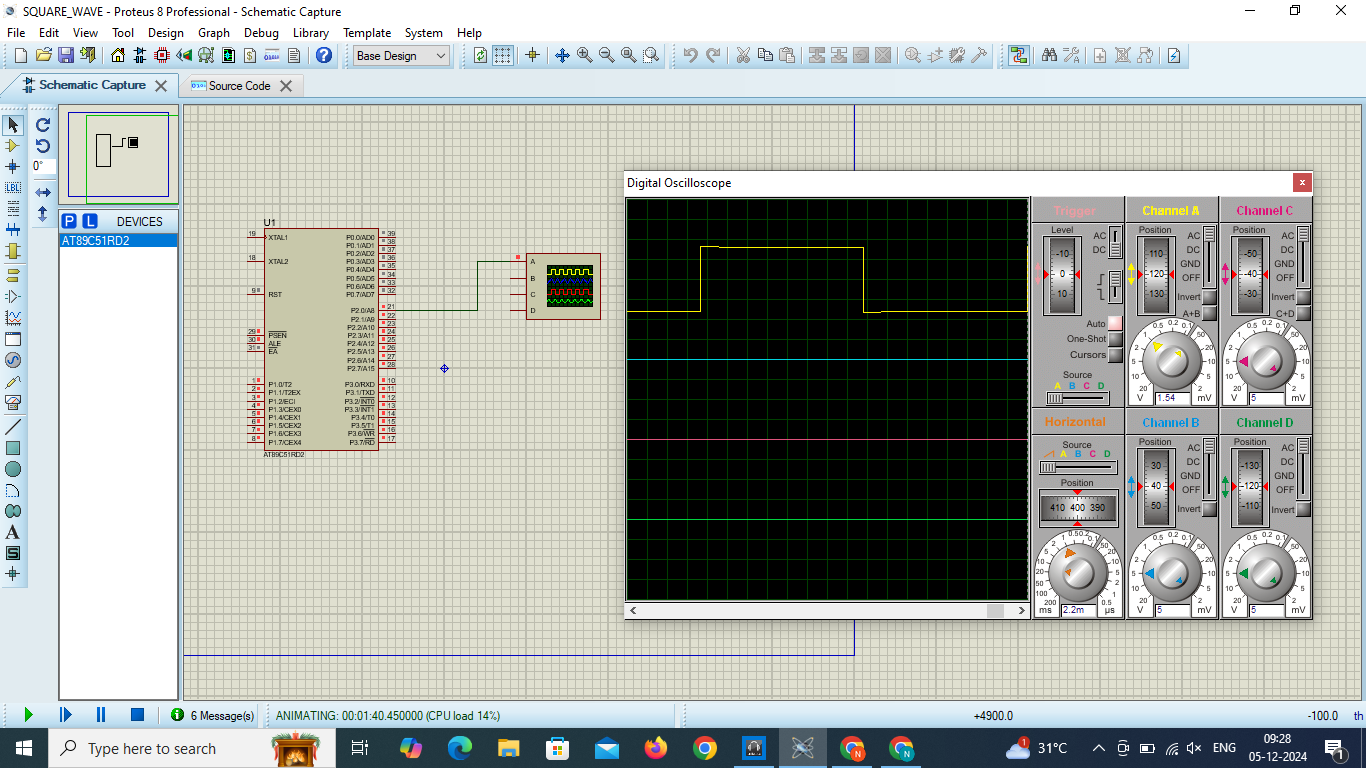 SQUARE_WAVE - Proteus 8 Professional - Schematic Capture
File Edit View Tool Design Graph Debug Library Template System Help
Base Design
Schematic Capture
Source Code
0°
LBL
P L DEVICES
AT89C51RD2
A
S
U1
19 XTAL1
18 XTAL2
9 RST
29 PSEN
30 ALE
31 EA
1 P1.0/T2
2 P1.1/T2EX
3 P1.2/ECI
4 P1.3/CEX0
5 P1.4/CEX1
6 P1.5/CEX2
7 P1.6/CEX3
8 P1.7/CEX4
P0.0/AD0 39
P0.1/AD1 38
P0.2/AD2 37
P0.3/AD3 36
P0.4/AD4 35
P0.5/AD5 34
P0.6/AD6 33
P0.7/AD7 32
P2.0/A8 21
P2.1/A9 22
P2.2/A10 23
P2.3/A11 24
P2.4/A12 25
P2.5/A13 26
P2.6/A14 27
P2.7/A15 28
P3.0/RXD 10
P3.1/TXD 11
P3.2/INT0 12
P3.3/INT1 13
P3.4/T0 14
P3.5/T1 15
P3.6/WR 16
P3.7/RD 17
AT89C51RD2
A
B
C
D
Digital Oscilloscope
Trigger
Level
-10
0
10
AC
DC
Auto
One-Shot
Cursors
Source
A B C D
Channel A
Position
110
-120
130
AC
DC
GND
OFF
Invert
A+B
V 1.54 mV
Channel C
Position
-50
-40
-30
AC
DC
GND
OFF
Invert
C+D
V 5 mV
Horizontal
Source
A B C D
Position
410 400 390
ms 2.2m µs
Channel B
Position
30
40
50
AC
DC
GND
OFF
Invert
V 5 mV
Channel D
Position
-130
-120
-110
AC
DC
GND
OFF
Invert
V 5 mV
6 Message(s)
ANIMATING: 00:01:40.450000 (CPU load 14%)
+4900.0
-100.0
th
Type here to search
1
31°C
ENG
09:28
05-12-2024
1